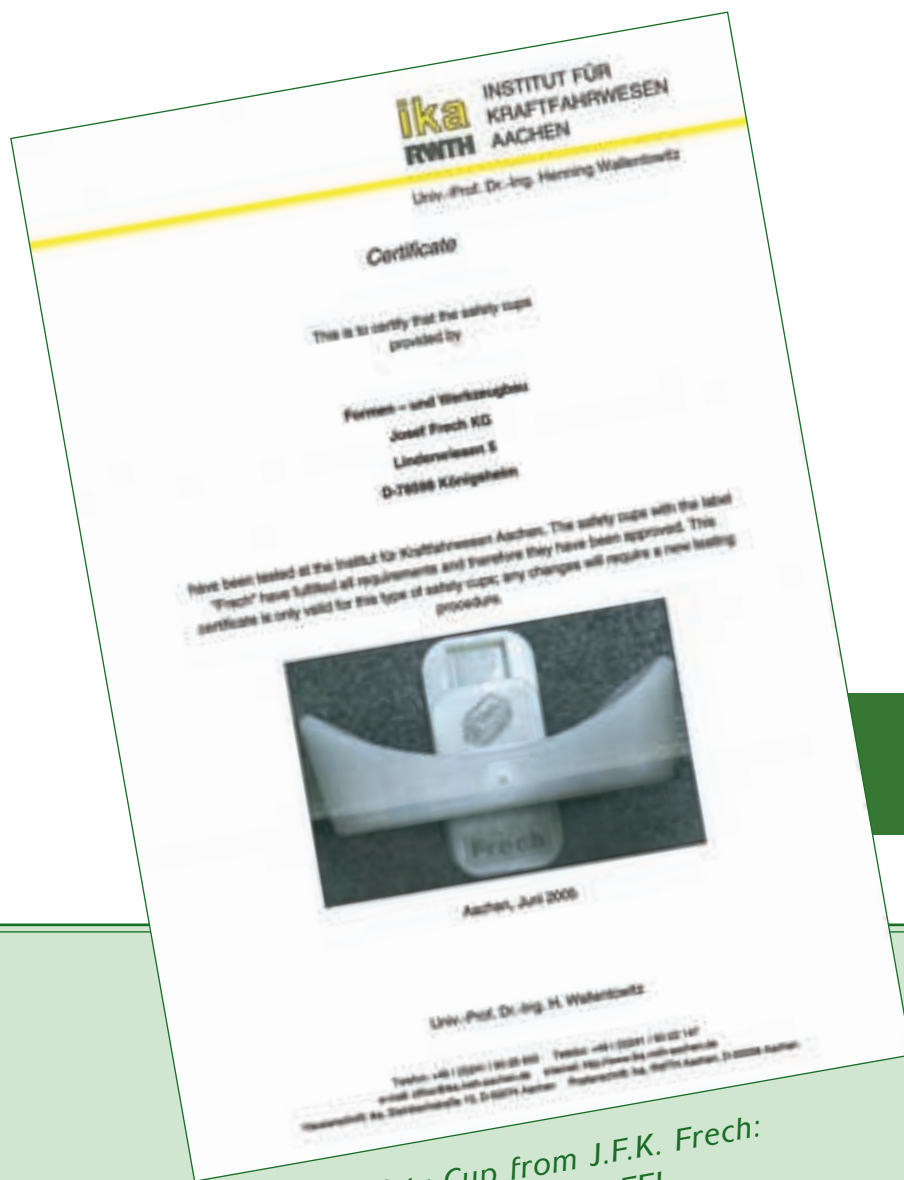 ika
RWTH
INSTITUT FÜR
KRAFTFAHRWESEN
AACHEN
Univ.-Prof. Dr.-Ing. Henning Wallentowitz
Certificate
This is to certify that the safety cups
provided by
Formen – und Werkzeugbau
Josef Frech KG
Lindenwiesen 5
Königsheim
have been tested at the Institut für Kraftfahrwesen Aachen. The safety cups with the label
"Frech" have fulfilled all requirements and therefore they have been approved. This
certificate is only valid for this type of safety cups; any changes will require a new testing
procedure.
Frech
Aachen, Juni 2005
Univ.-Prof. Dr.-Ing. H. Wallentowitz
Cup from J.F.K. Frech: